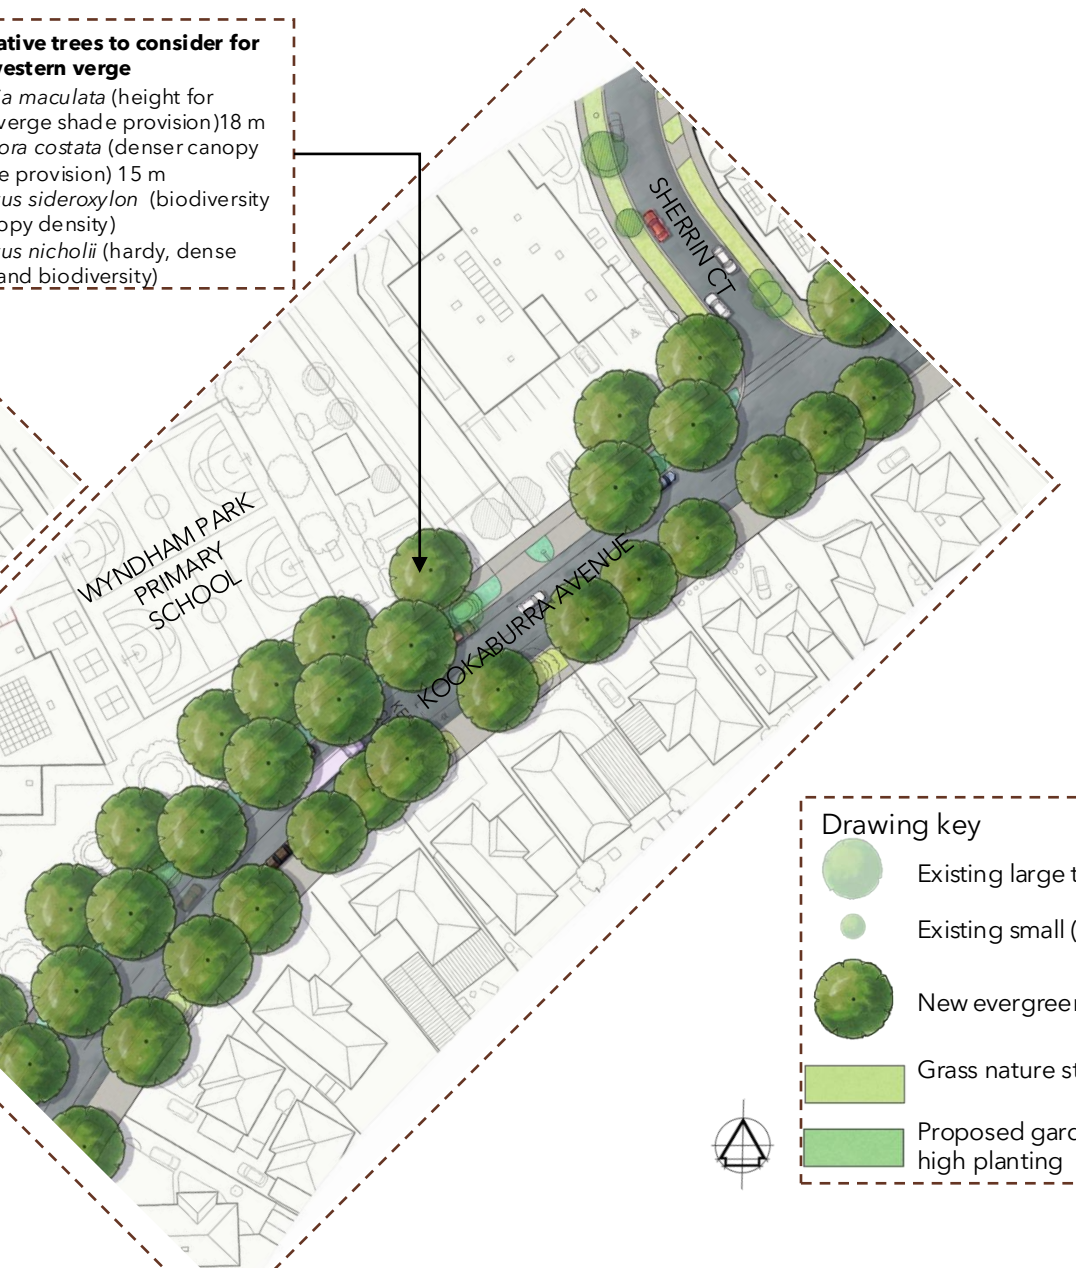 ative trees to consider for
vestern verge
ia maculata (height for
verge shade provision)18 m
ora costata (denser canopy
e provision) 15 m
us sideroxylon (biodiversity
opy density)
us nicholii (hardy, dense
and biodiversity)
SHERRIN CT
WYNDHAM PARK
PRIMARY
SCHOOL
KOOKABURRA AVENUE
Drawing key
Existing large t
Existing small (
New evergreen
Grass nature st
Proposed gard
high planting